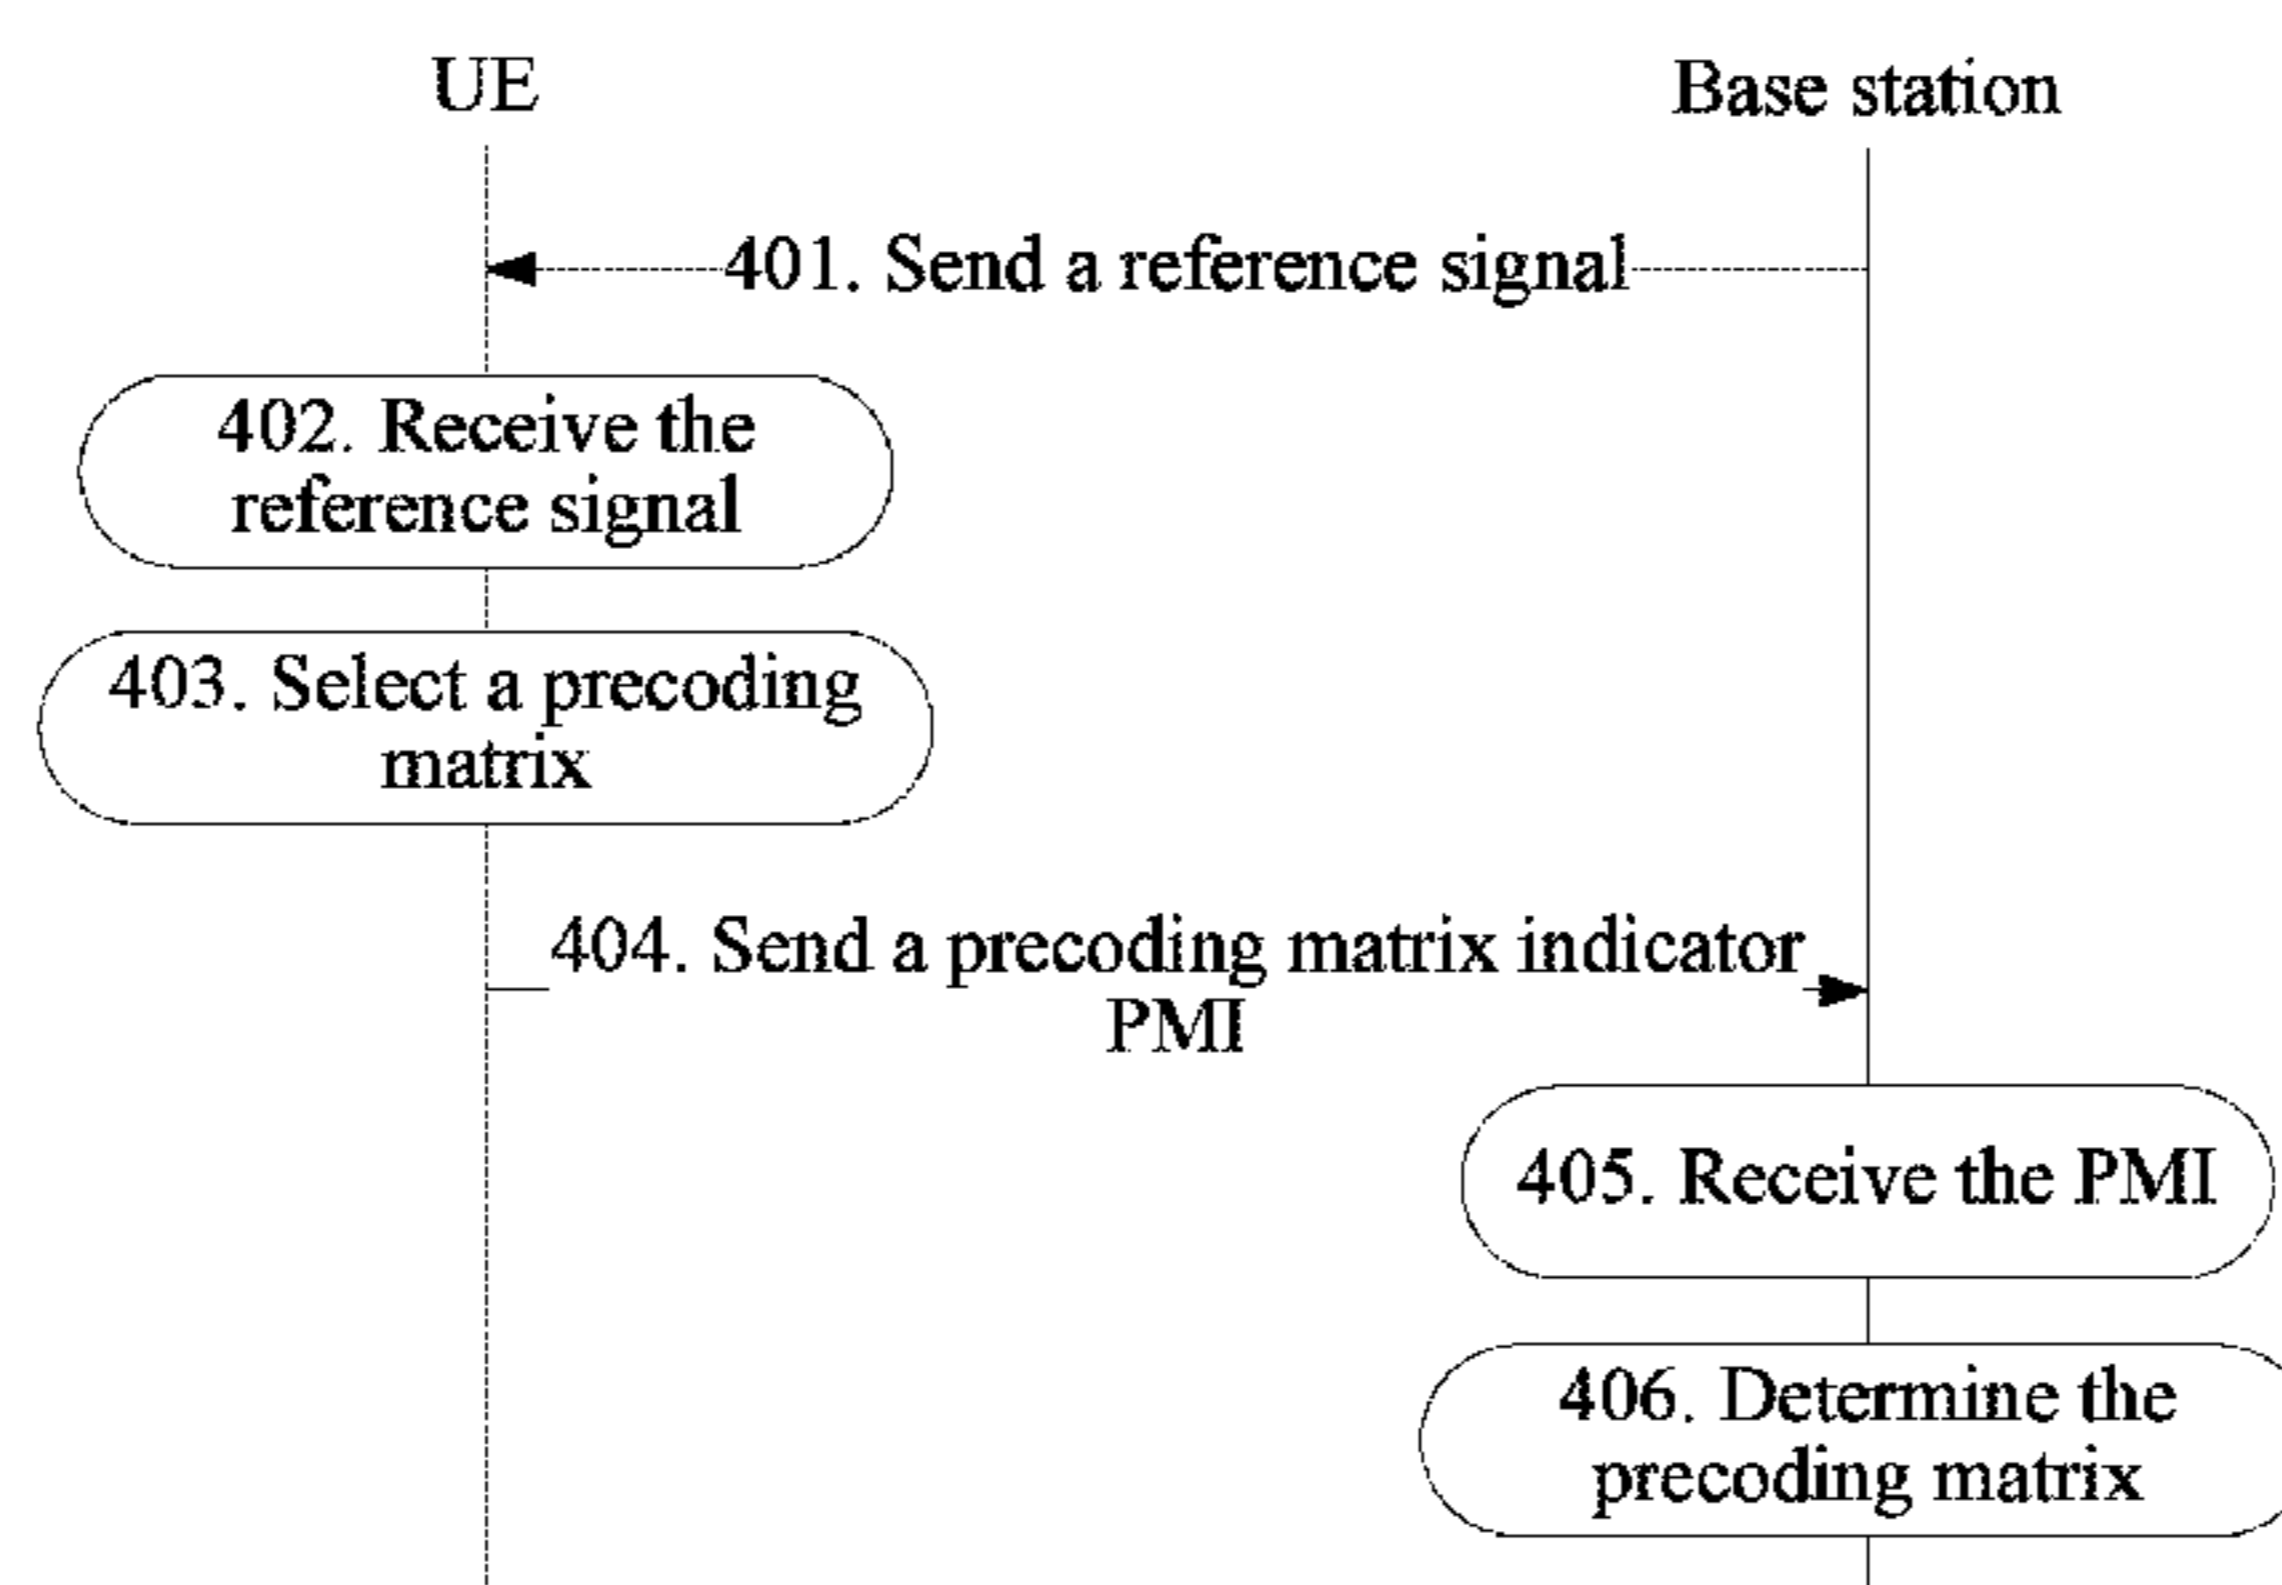 UE
Base station
401. Send a reference signal
402. Receive the
reference signal
403. Select a precoding
matrix
404. Send a precoding matrix indicator
PMI
405. Receive the PMI
406. Determine the
precoding matrix